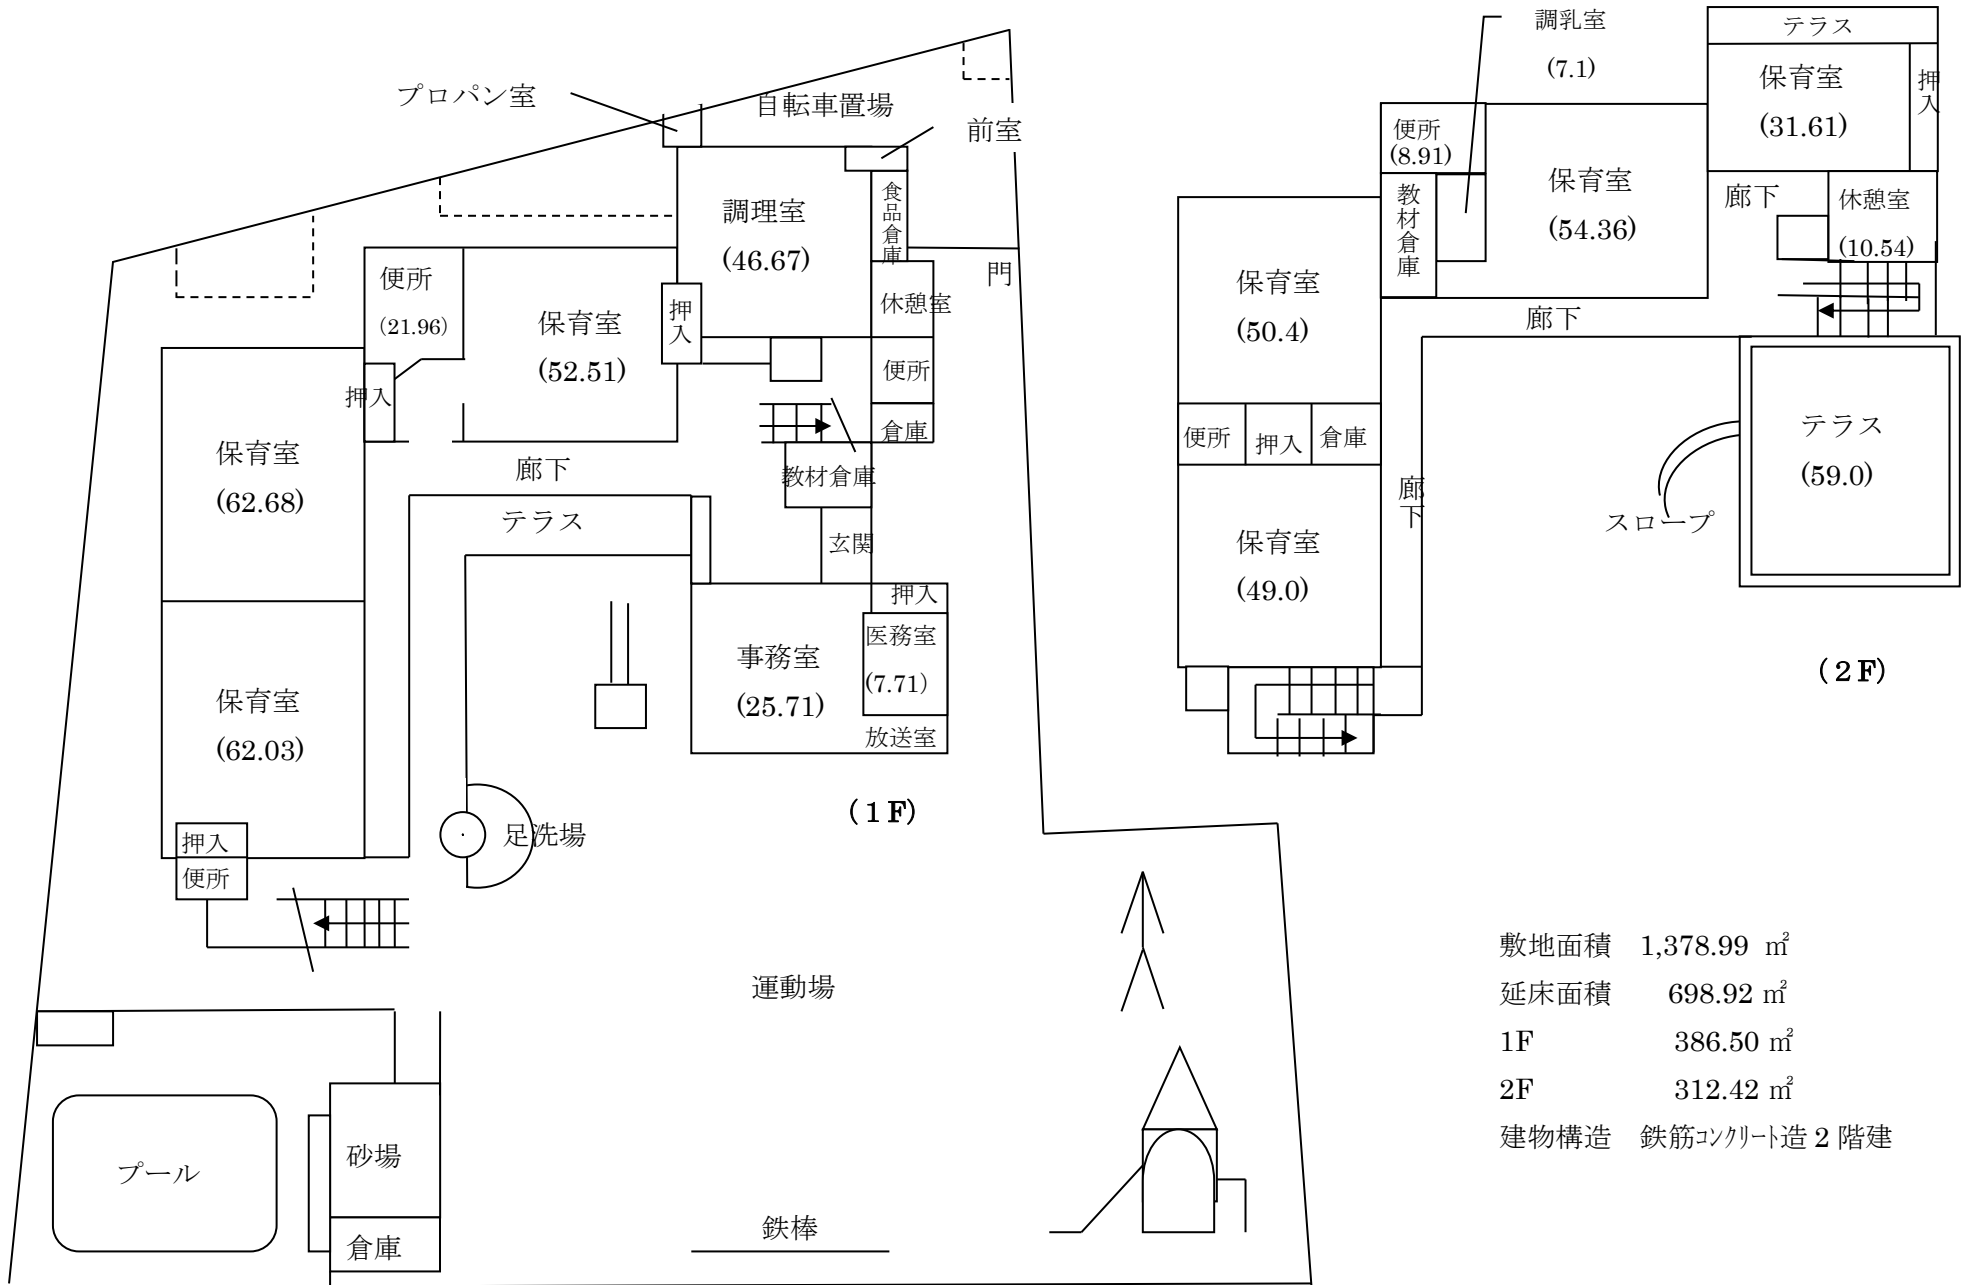 プロパン室
自転車置場
前室
調理室
(46.67)
食品倉庫
門
便所
(21.96)
保育室
(52.51)
押入
休憩室
便所
倉庫
押入
保育室
(62.68)
廊下
教材倉庫
テラス
玄関
押入
医務室
(7.71)
事務室
(25.71)
放送室
保育室
(62.03)
押入
便所
足洗場
(1F)
運動場
プール
砂場
倉庫
鉄棒
調乳室
(7.1)
テラス
保育室
(31.61)
押入
便所
(8.91)
教材倉庫
保育室
(54.36)
廊下
休憩室
(10.54)
保育室
(50.4)
廊下
便所
押入
倉庫
テラス
(59.0)
廊下
スロープ
保育室
(49.0)
(2F)
敷地面積 1,378.99 ㎡
延床面積 698.92 ㎡
1F 386.50 ㎡
2F 312.42 ㎡
建物構造 鉄筋ｺﾝｸﾘｰﾄ造 2 階建